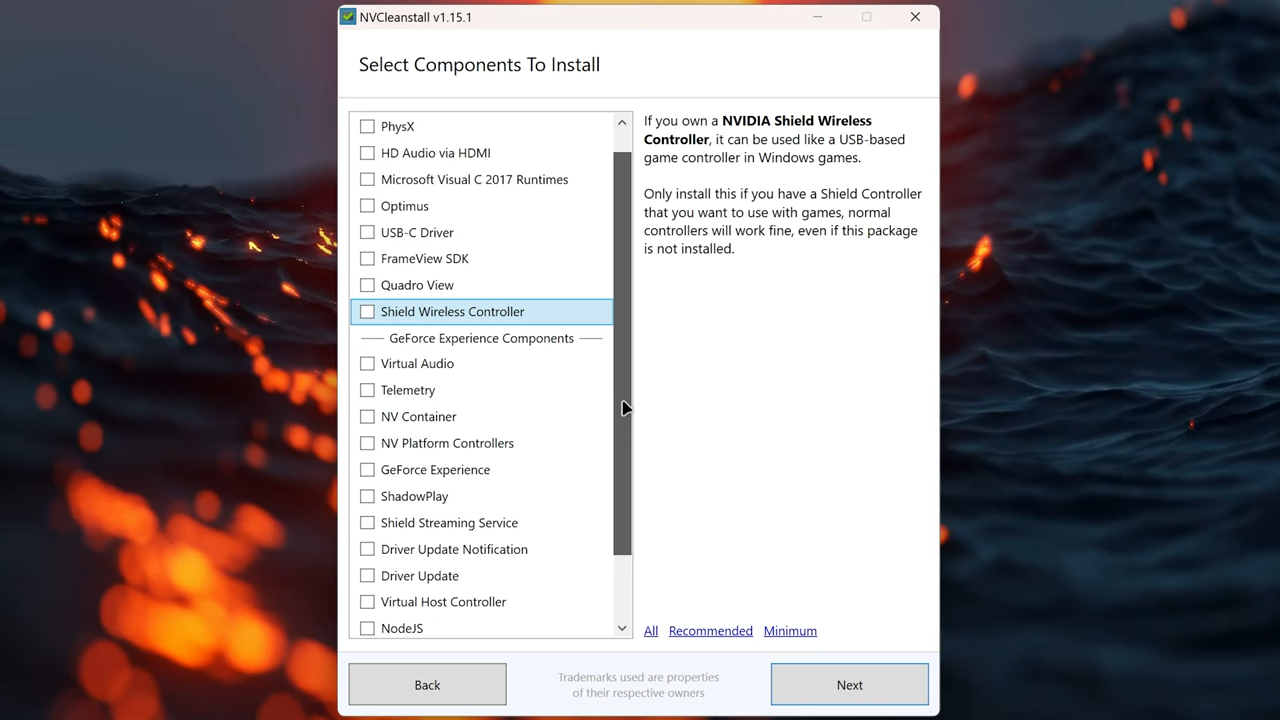 NVCleanstall v1.15.1
Select Components To Install
PhysX
HD Audio via HDMI
Microsoft Visual C 2017 Runtimes
Optimus
USB-C Driver
FrameView SDK
Quadro View
Shield Wireless Controller
GeForce Experience Components
Virtual Audio
Telemetry
NV Container
NV Platform Controllers
GeForce Experience
ShadowPlay
Shield Streaming Service
Driver Update Notification
Driver Update
Virtual Host Controller
NodeJS
If you own a NVIDIA Shield Wireless
Controller, it can be used like a USB-based
game controller in Windows games.
Only install this if you have a Shield Controller
that you want to use with games, normal
controllers will work fine, even if this package
is not installed.
All Recommended Minimum
Back
Trademarks used are properties
of their respective owners
Next